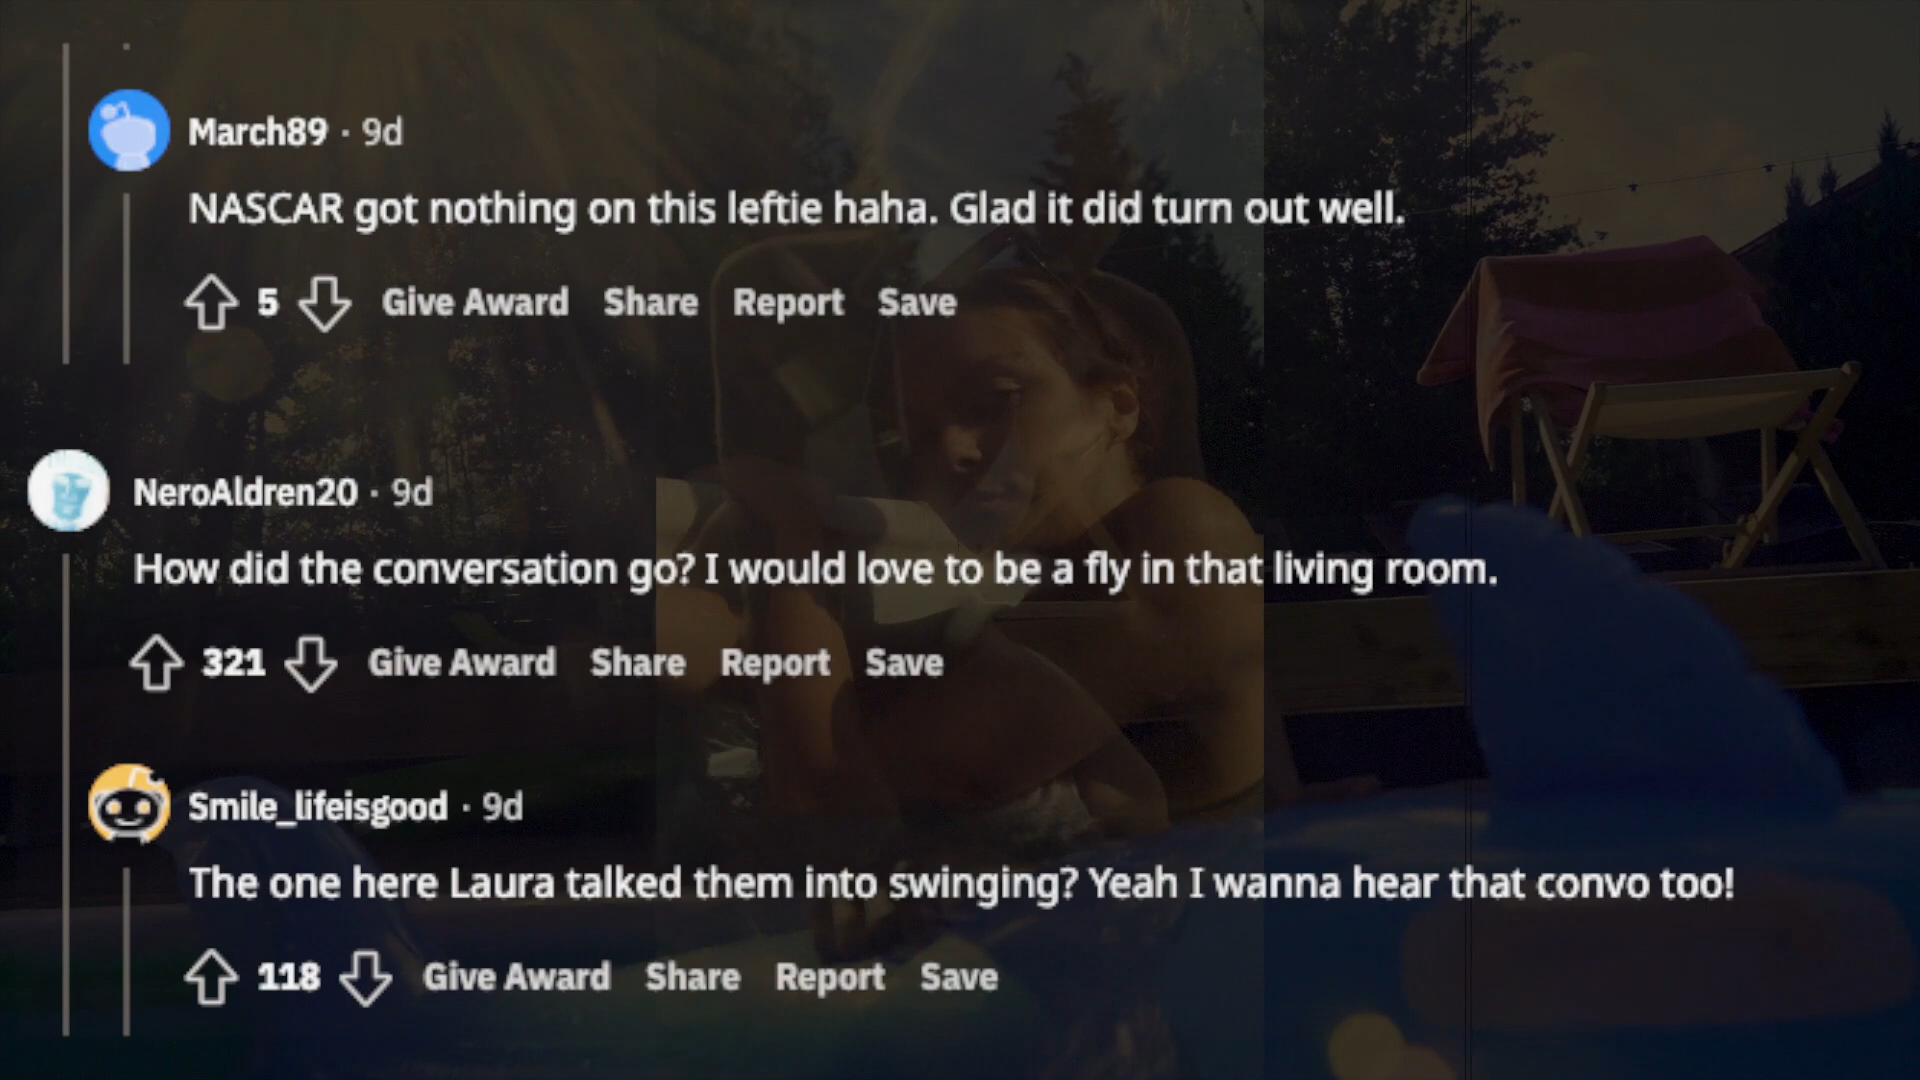 March89 · 9d
NASCAR got nothing on this leftie haha. Glad it did turn out well.
5 Give Award Share Report Save
NeroAldren20 · 9d
How did the conversation go? I would love to be a fly in that living room.
321 Give Award Share Report Save
Smile_lifeisgood · 9d
The one here Laura talked them into swinging? Yeah I wanna hear that convo too!
118 Give Award Share Report Save